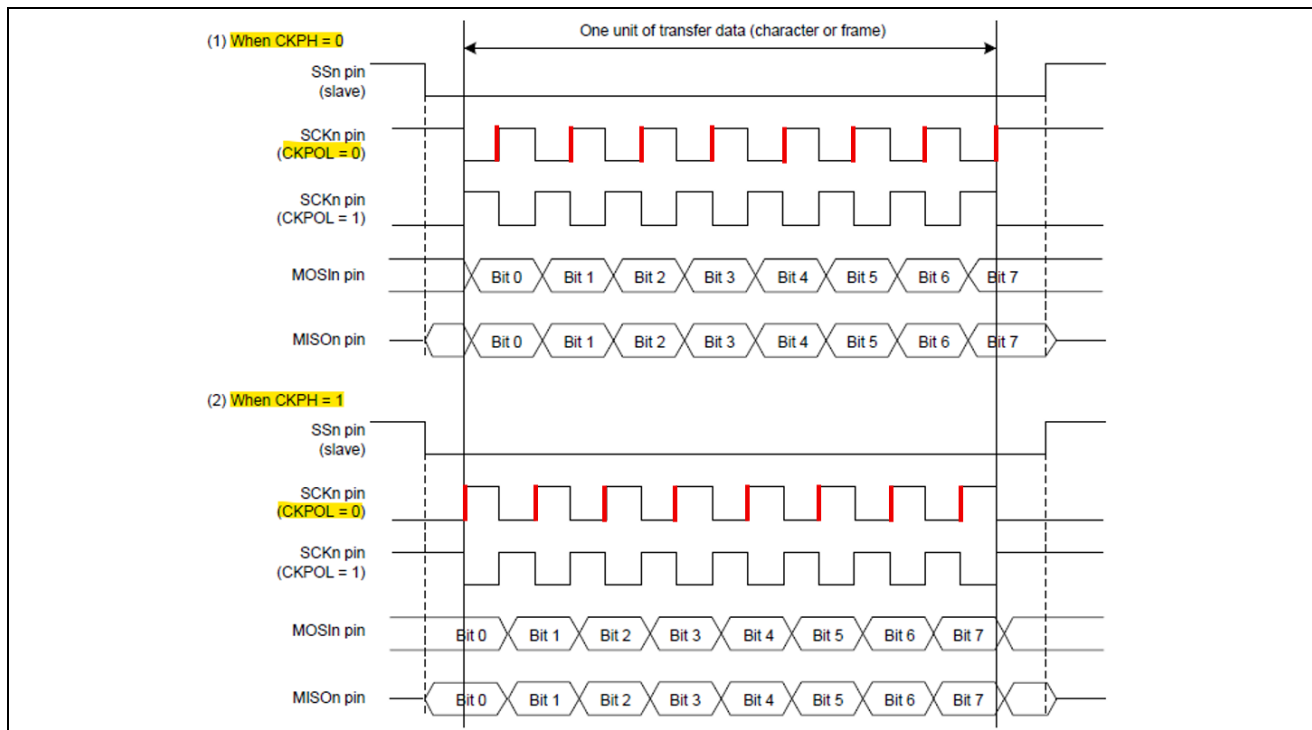 One unit of transfer data (character or frame)
(1) When CKPH = 0
SSn pin
(slave)
SCKn pin
(CKPOL = 0)
SCKn pin
(CKPOL = 1)
MOSIn pin
Bit 0 Bit 1 Bit 2 Bit 3 Bit 4 Bit 5 Bit 6 Bit 7
MISOn pin
Bit 0 Bit 1 Bit 2 Bit 3 Bit 4 Bit 5 Bit 6 Bit 7
(2) When CKPH = 1
SSn pin
(slave)
SCKn pin
(CKPOL = 0)
SCKn pin
(CKPOL = 1)
MOSIn pin
Bit 0 Bit 1 Bit 2 Bit 3 Bit 4 Bit 5 Bit 6 Bit 7
MISOn pin
Bit 0 Bit 1 Bit 2 Bit 3 Bit 4 Bit 5 Bit 6 Bit 7